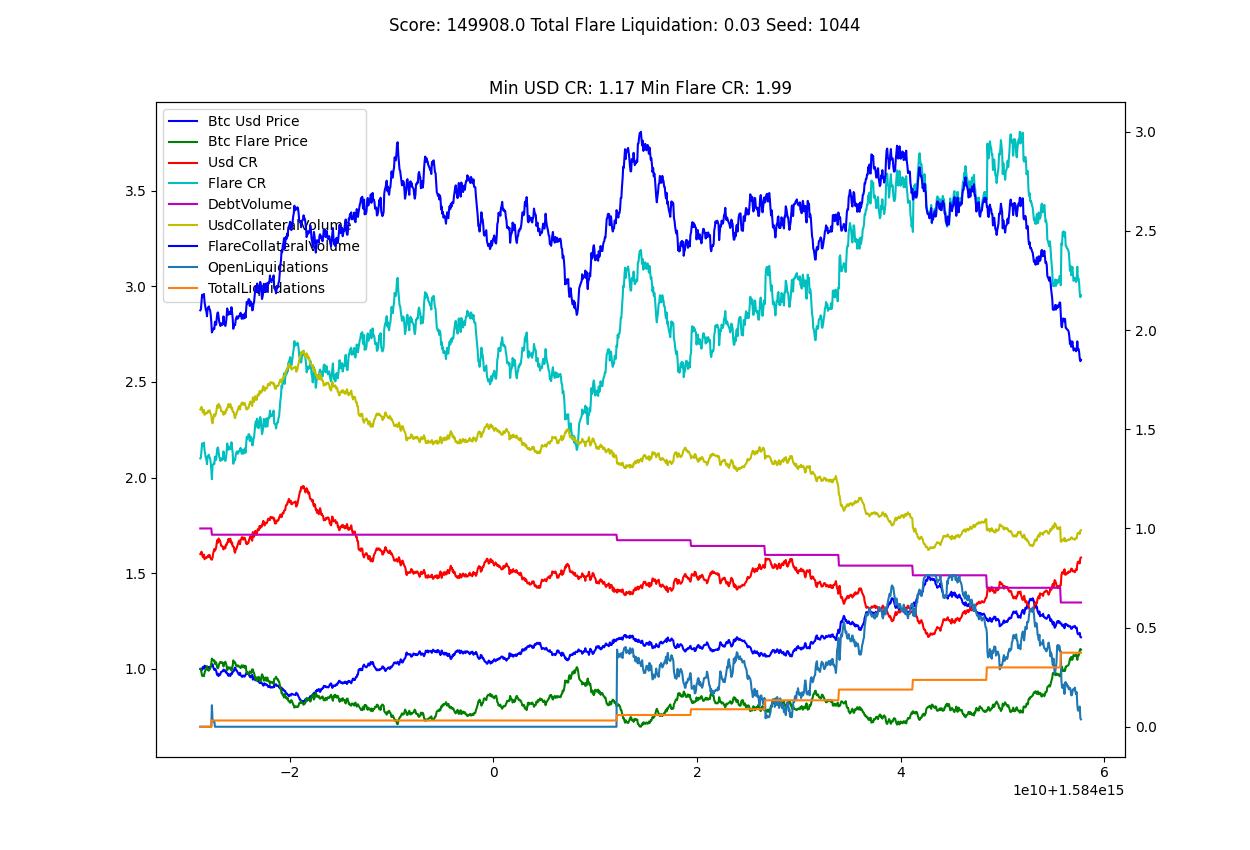 Score: 149908.0 Total Flare Liquidation: 0.03 Seed: 1044
Min USD CR: 1.17 Min Flare CR: 1.99
Btc Usd Price
Btc Flare Price
Usd CR
Flare CR
DebtVolume
UsdCollateralVolume
FlareCollateralVolume
OpenLiquidations
TotalLiquidations
3.5
3.0
2.5
2.0
1.5
1.0
3.0
2.5
2.0
1.5
1.0
0.5
0.0
−2 0 2 4 6
1e10+1.584e15